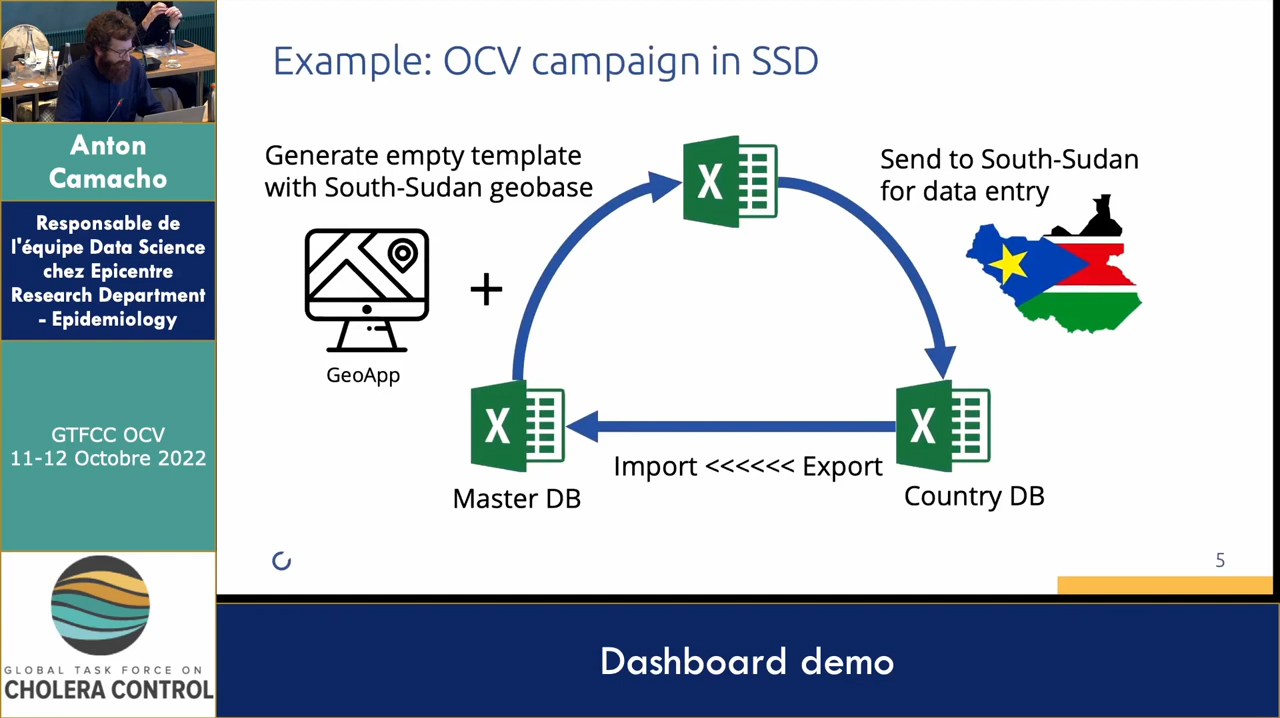 Anton
Camacho
Responsable de
l'équipe Data Science
chez Epicentre
Research Department
- Epidemiology
GTFCC OCV
11-12 Octobre 2022
GLOBAL TASK FORCE ON
CHOLERA CONTROL
Example: OCV campaign in SSD
Generate empty template
with South-Sudan geobase
X
Send to South-Sudan
for data entry
+
GeoApp
X
X
Import <<<<<< Export
Master DB
Country DB
5
Dashboard demo